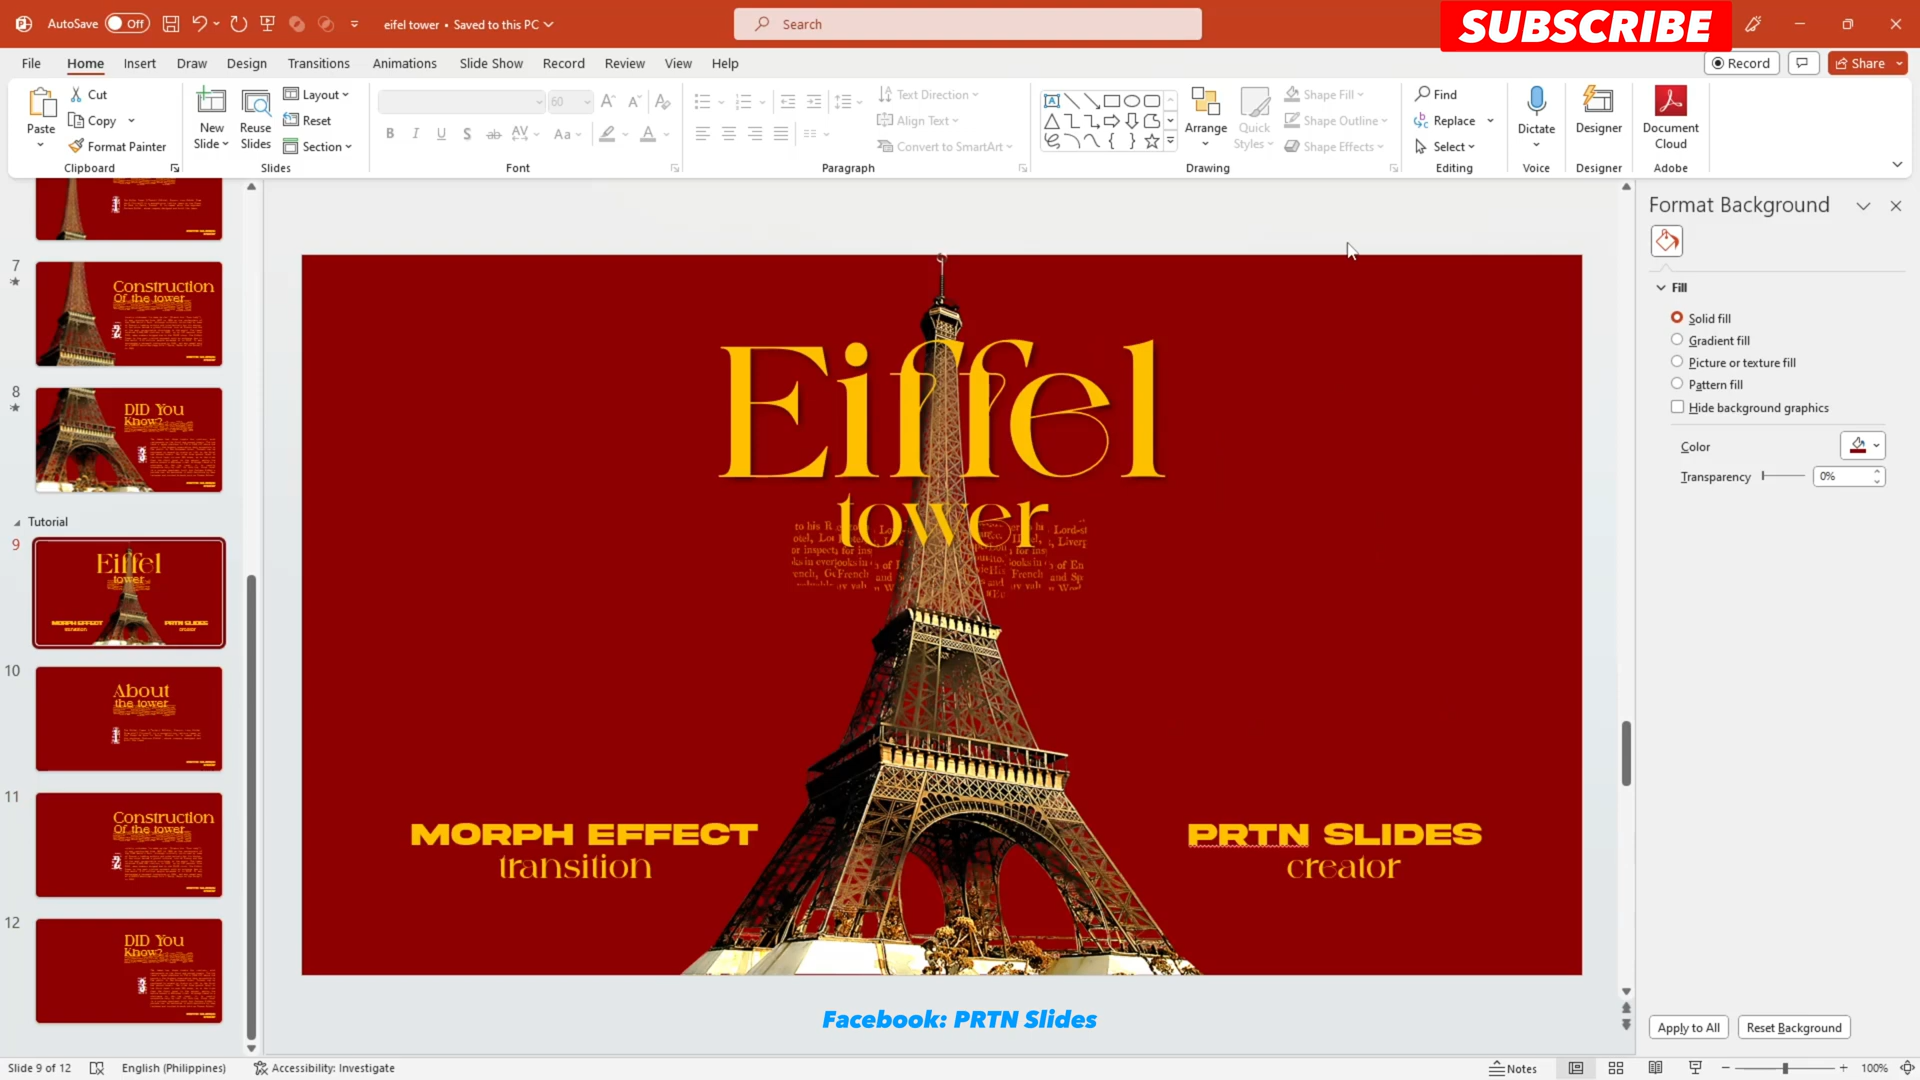 AutoSave Off
eifel tower • Saved to this PC
Search
SUBSCRIBE
File Home Insert Draw Design Transitions Animations Slide Show Record Review View Help
Record
Share
Paste
Cut
Copy
Format Painter
Clipboard
New Slide
Reuse Slides
Layout
Reset
Section
Slides
60
Font
Text Direction
Align Text
Convert to SmartArt
Paragraph
Arrange
Quick Styles
Shape Fill
Shape Outline
Shape Effects
Drawing
Find
Replace
Select
Editing
Dictate
Voice
Designer
Designer
Document Cloud
Adobe
7
Construction
Of the tower
8
DID You
Know?
Tutorial
9
Eiffel
tower
MORPH EFFECT
transition
PRTN SLIDES
creator
10
About
the tower
11
Construction
Of the tower
12
DID You
Know?
Eiffel
tower
MORPH EFFECT
transition
PRTN SLIDES
creator
Facebook: PRTN Slides
Format Background
Fill
Solid fill
Gradient fill
Picture or texture fill
Pattern fill
Hide background graphics
Color
Transparency 0%
Apply to All
Reset Background
Slide 9 of 12
English (Philippines)
Accessibility: Investigate
Notes
100%